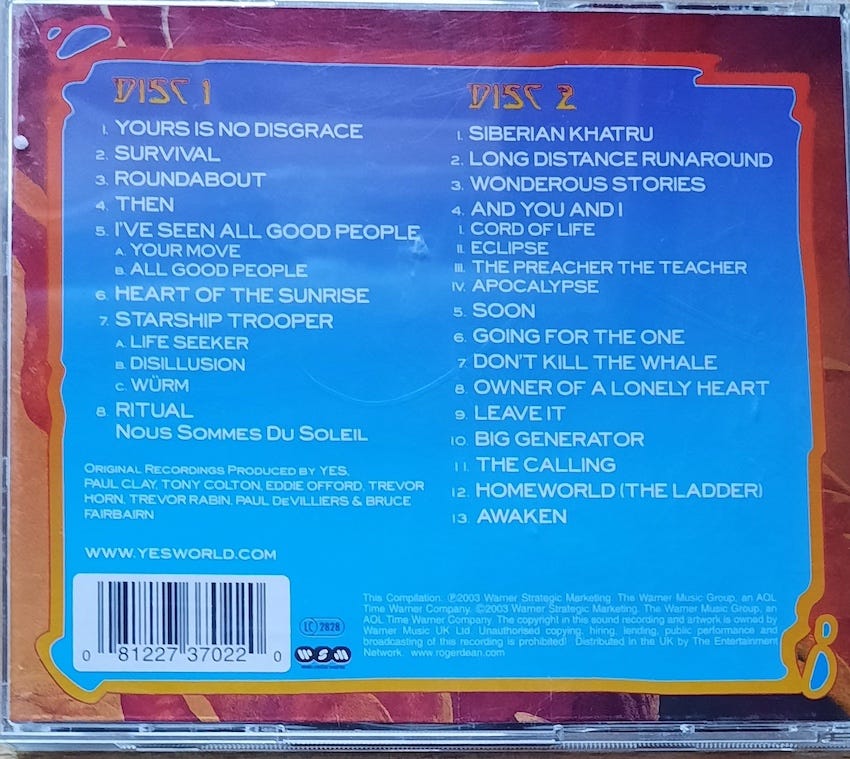 DISC 1
1. YOURS IS NO DISGRACE
2. SURVIVAL
3. ROUNDABOUT
4. THEN
5. I'VE SEEN ALL GOOD PEOPLE
A. YOUR MOVE
B. ALL GOOD PEOPLE
6. HEART OF THE SUNRISE
7. STARSHIP TROOPER
A. LIFE SEEKER
B. DISILLUSION
C. WÜRM
8. RITUAL
NOUS SOMMES DU SOLEIL
ORIGINAL RECORDINGS PRODUCED BY YES,
PAUL CLAY, TONY COLTON, EDDIE OFFORD, TREVOR
HORN, TREVOR RABIN, PAUL DEVILLIERS & BRUCE
FAIRBAIRN
WWW.YESWORLD.COM
0 81227 37022 0
DISC 2
1. SIBERIAN KHATRU
2. LONG DISTANCE RUNAROUND
3. WONDEROUS STORIES
4. AND YOU AND I
I. CORD OF LIFE
II. ECLIPSE
III. THE PREACHER THE TEACHER
IV. APOCALYPSE
5. SOON
6. GOING FOR THE ONE
7. DON'T KILL THE WHALE
8. OWNER OF A LONELY HEART
9. LEAVE IT
10. BIG GENERATOR
11. THE CALLING
12. HOMEWORLD (THE LADDER)
13. AWAKEN
LC 2828
WSM
This Compilation: ℗2003 Warner Strategic Marketing. The Warner Music Group, an AOL
Time Warner Company. ©2003 Warner Strategic Marketing. The Warner Music Group, an
AOL Time Warner Company. The copyright in this sound recording and artwork is owned by
Warner Music UK Ltd. Unauthorised copying, hiring, lending, public performance and
broadcasting of this recording is prohibited. Distributed in the UK by The Entertainment
Network. www.rogerdean.com